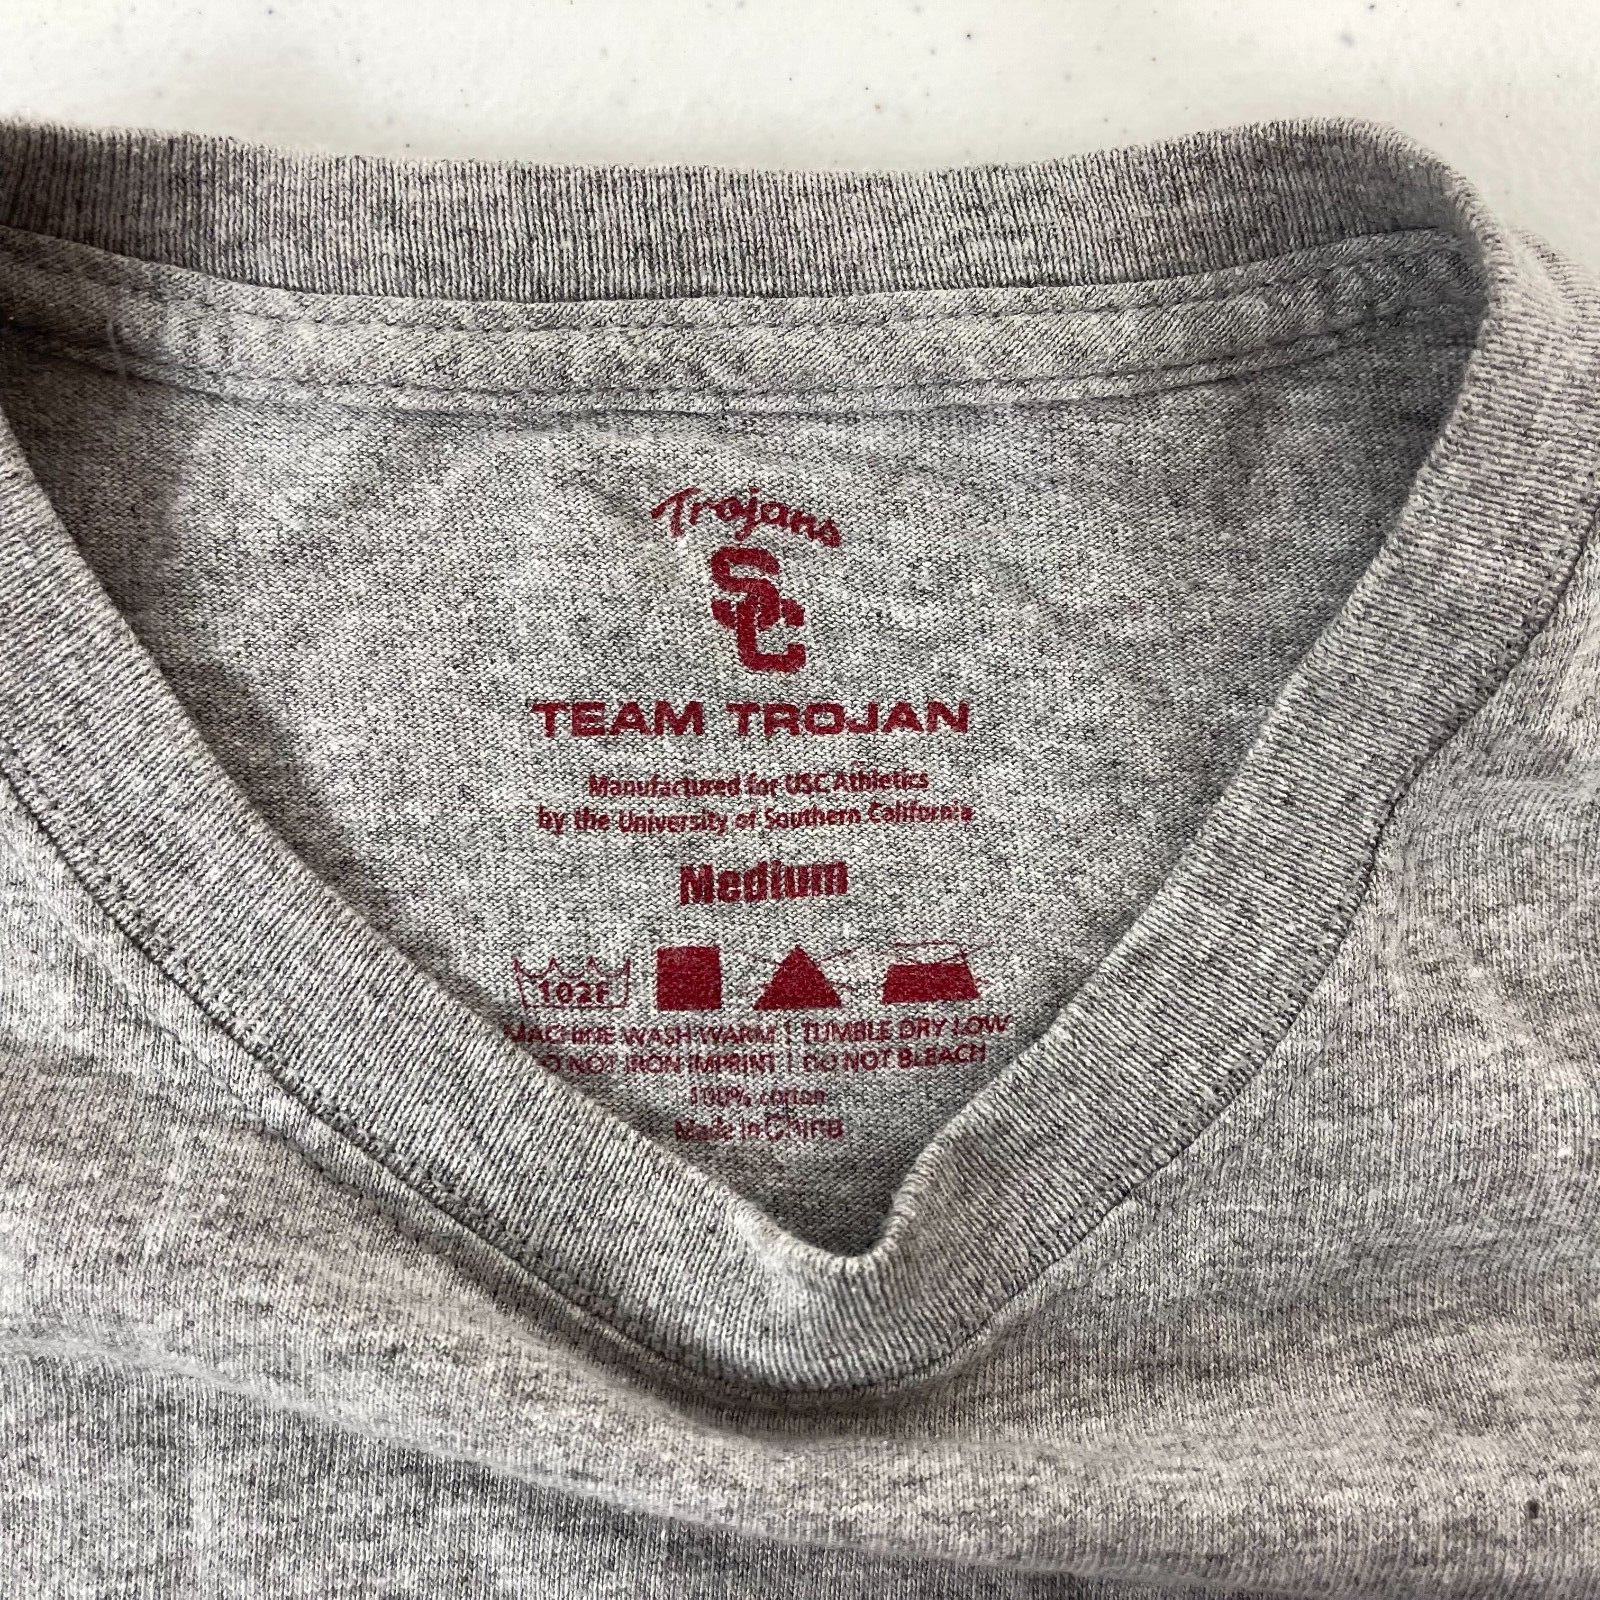 Trojans
SC
TEAM TROJAN
Manufactured for USC Athletics
by the University of Southern California
Medium
102F
MACHINE WASH WARM | TUMBLE DRY LOW
DO NOT IRON IMPRINT | DO NOT BLEACH
100% cotton
Made in China